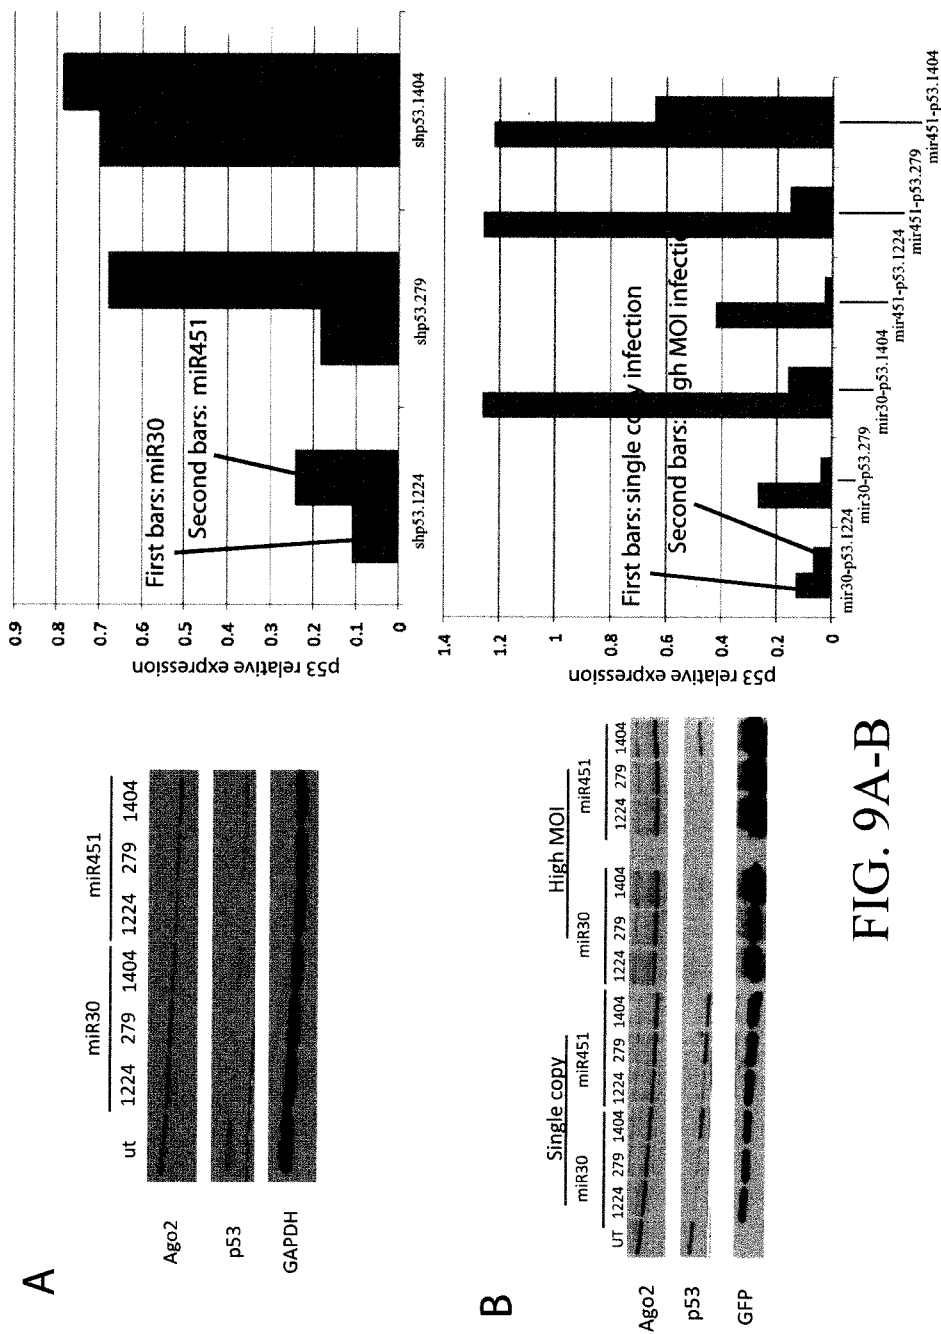 A
miR30
miR451
ut 1224 279 1404 1224 279 1404
Ago2
p53
GAPDH
0.9
0.8
0.7
0.6
0.5
0.4
0.3
0.2
0.1
0
p53 relative expression
First bars: miR30
Second bars: miR451
shp53.1224
shp53.279
shp53.1404
B
Single copy
High MOI
miR30
miR451
miR30
miR451
UT 1224 279 1404 1224 279 1404 1224 279 1404 1224 279 1404
Ago2
p53
GFP
1.4
1.2
1
0.8
0.6
0.4
0.2
0
p53 relative expression
First bars: single copy infection
Second bars: high MOI infection
mir30-p53.1224
mir30-p53.279
mir30-p53.1404
mir451-p53.1224
mir451-p53.279
mir451-p53.1404
FIG. 9A-B